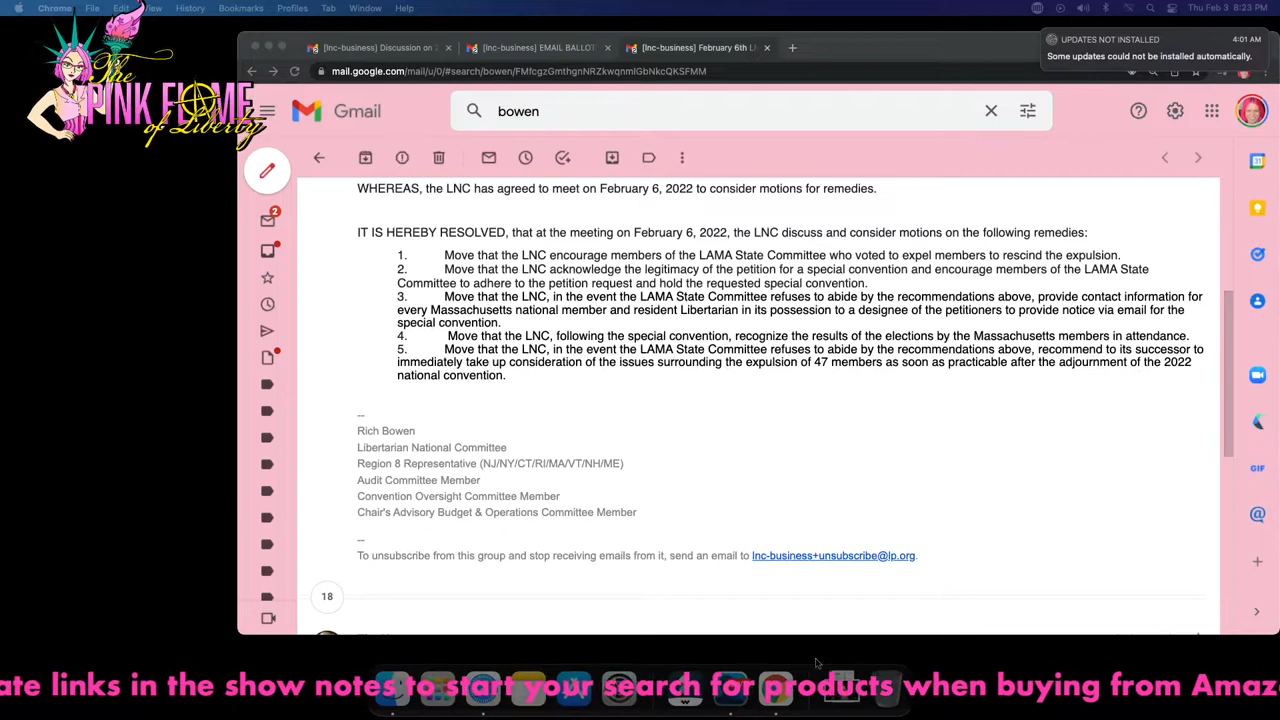 Chrome File Edit View History Bookmarks Profiles Tab Window Help Thu Feb 3 8:23 PM
The
PINK FLAME
of Liberty
[lnc-business] Discussion on 2
[lnc-business] EMAIL BALLOT
[lnc-business] February 6th L
UPDATES NOT INSTALLED 4:01 AM
Some updates could not be installed automatically.
mail.google.com/mail/u/0/#search/bowen/FMfcgzGmthgnNRZkwqnmlGbNkcQKSFMM
Gmail
bowen
2
WHEREAS, the LNC has agreed to meet on February 6, 2022 to consider motions for remedies.
IT IS HEREBY RESOLVED, that at the meeting on February 6, 2022, the LNC discuss and consider motions on the following remedies:
1. Move that the LNC encourage members of the LAMA State Committee who voted to expel members to rescind the expulsion.
2. Move that the LNC acknowledge the legitimacy of the petition for a special convention and encourage members of the LAMA State
Committee to adhere to the petition request and hold the requested special convention.
3. Move that the LNC, in the event the LAMA State Committee refuses to abide by the recommendations above, provide contact information for
every Massachusetts national member and resident Libertarian in its possession to a designee of the petitioners to provide notice via email for the
special convention.
4. Move that the LNC, following the special convention, recognize the results of the elections by the Massachusetts members in attendance.
5. Move that the LNC, in the event the LAMA State Committee refuses to abide by the recommendations above, recommend to its successor to
immediately take up consideration of the issues surrounding the expulsion of 47 members as soon as practicable after the adjournment of the 2022
national convention.
--
Rich Bowen
Libertarian National Committee
Region 8 Representative (NJ/NY/CT/RI/MA/VT/NH/ME)
Audit Committee Member
Convention Oversight Committee Member
Chair's Advisory Budget & Operations Committee Member
--
To unsubscribe from this group and stop receiving emails from it, send an email to lnc-business+unsubscribe@lp.org.
18
GIF
ate links in the show notes to start your search for products when buying from Amaz